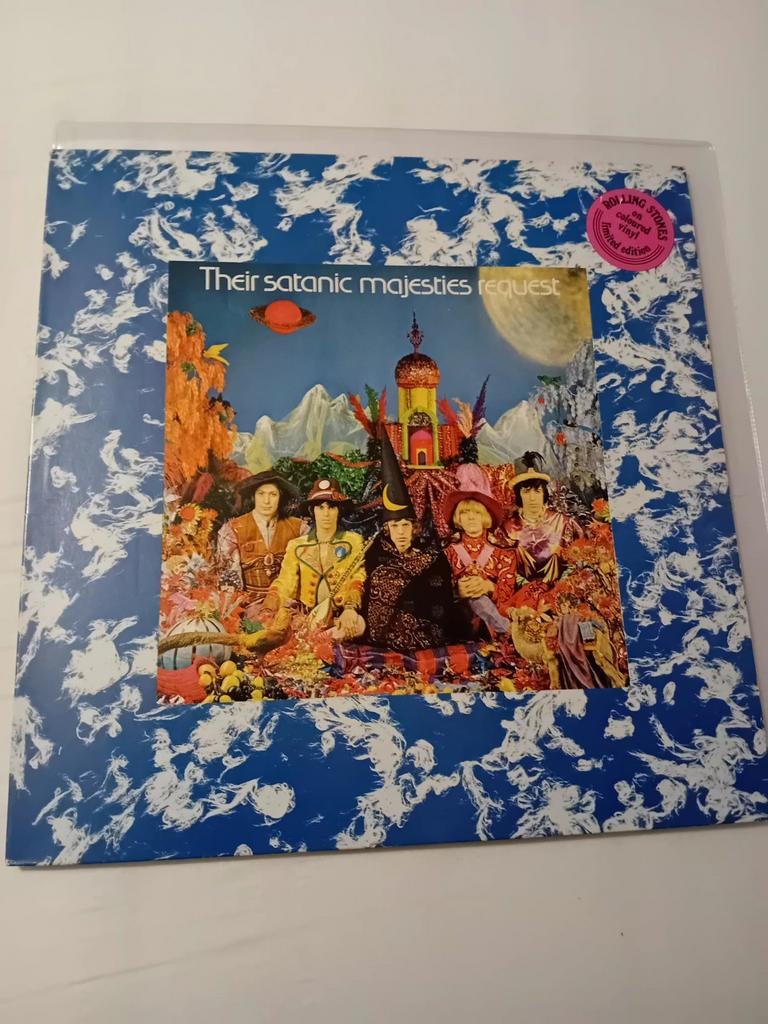 Their satanic majesties request
ROLLING STONES
on
coloured
vinyl
limited edition